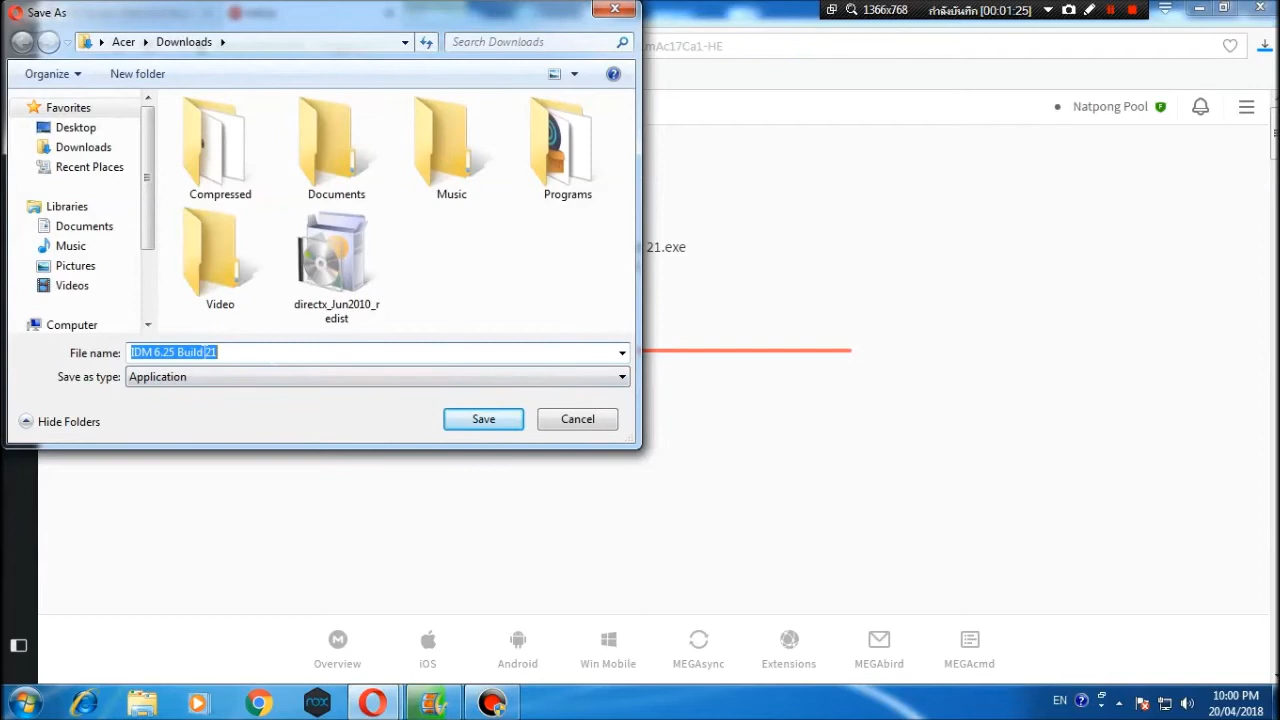 Save As
1366x768 กำลังบันทึก [00:01:25]
Acer Downloads Search Downloads
mAc17Ca1-HE
Organize New folder
Natpong Pool
Favorites
Desktop
Downloads
Recent Places
Libraries
Documents
Music
Pictures
Videos
Computer
Compressed Documents Music Programs
Video directx_Jun2010_r
edist
21.exe
File name: IDM 6.25 Build 21
Save as type: Application
Hide Folders Save Cancel
Overview iOS Android Win Mobile MEGAsync Extensions MEGAbird MEGAcmd
nox
EN 10:00 PM
20/04/2018